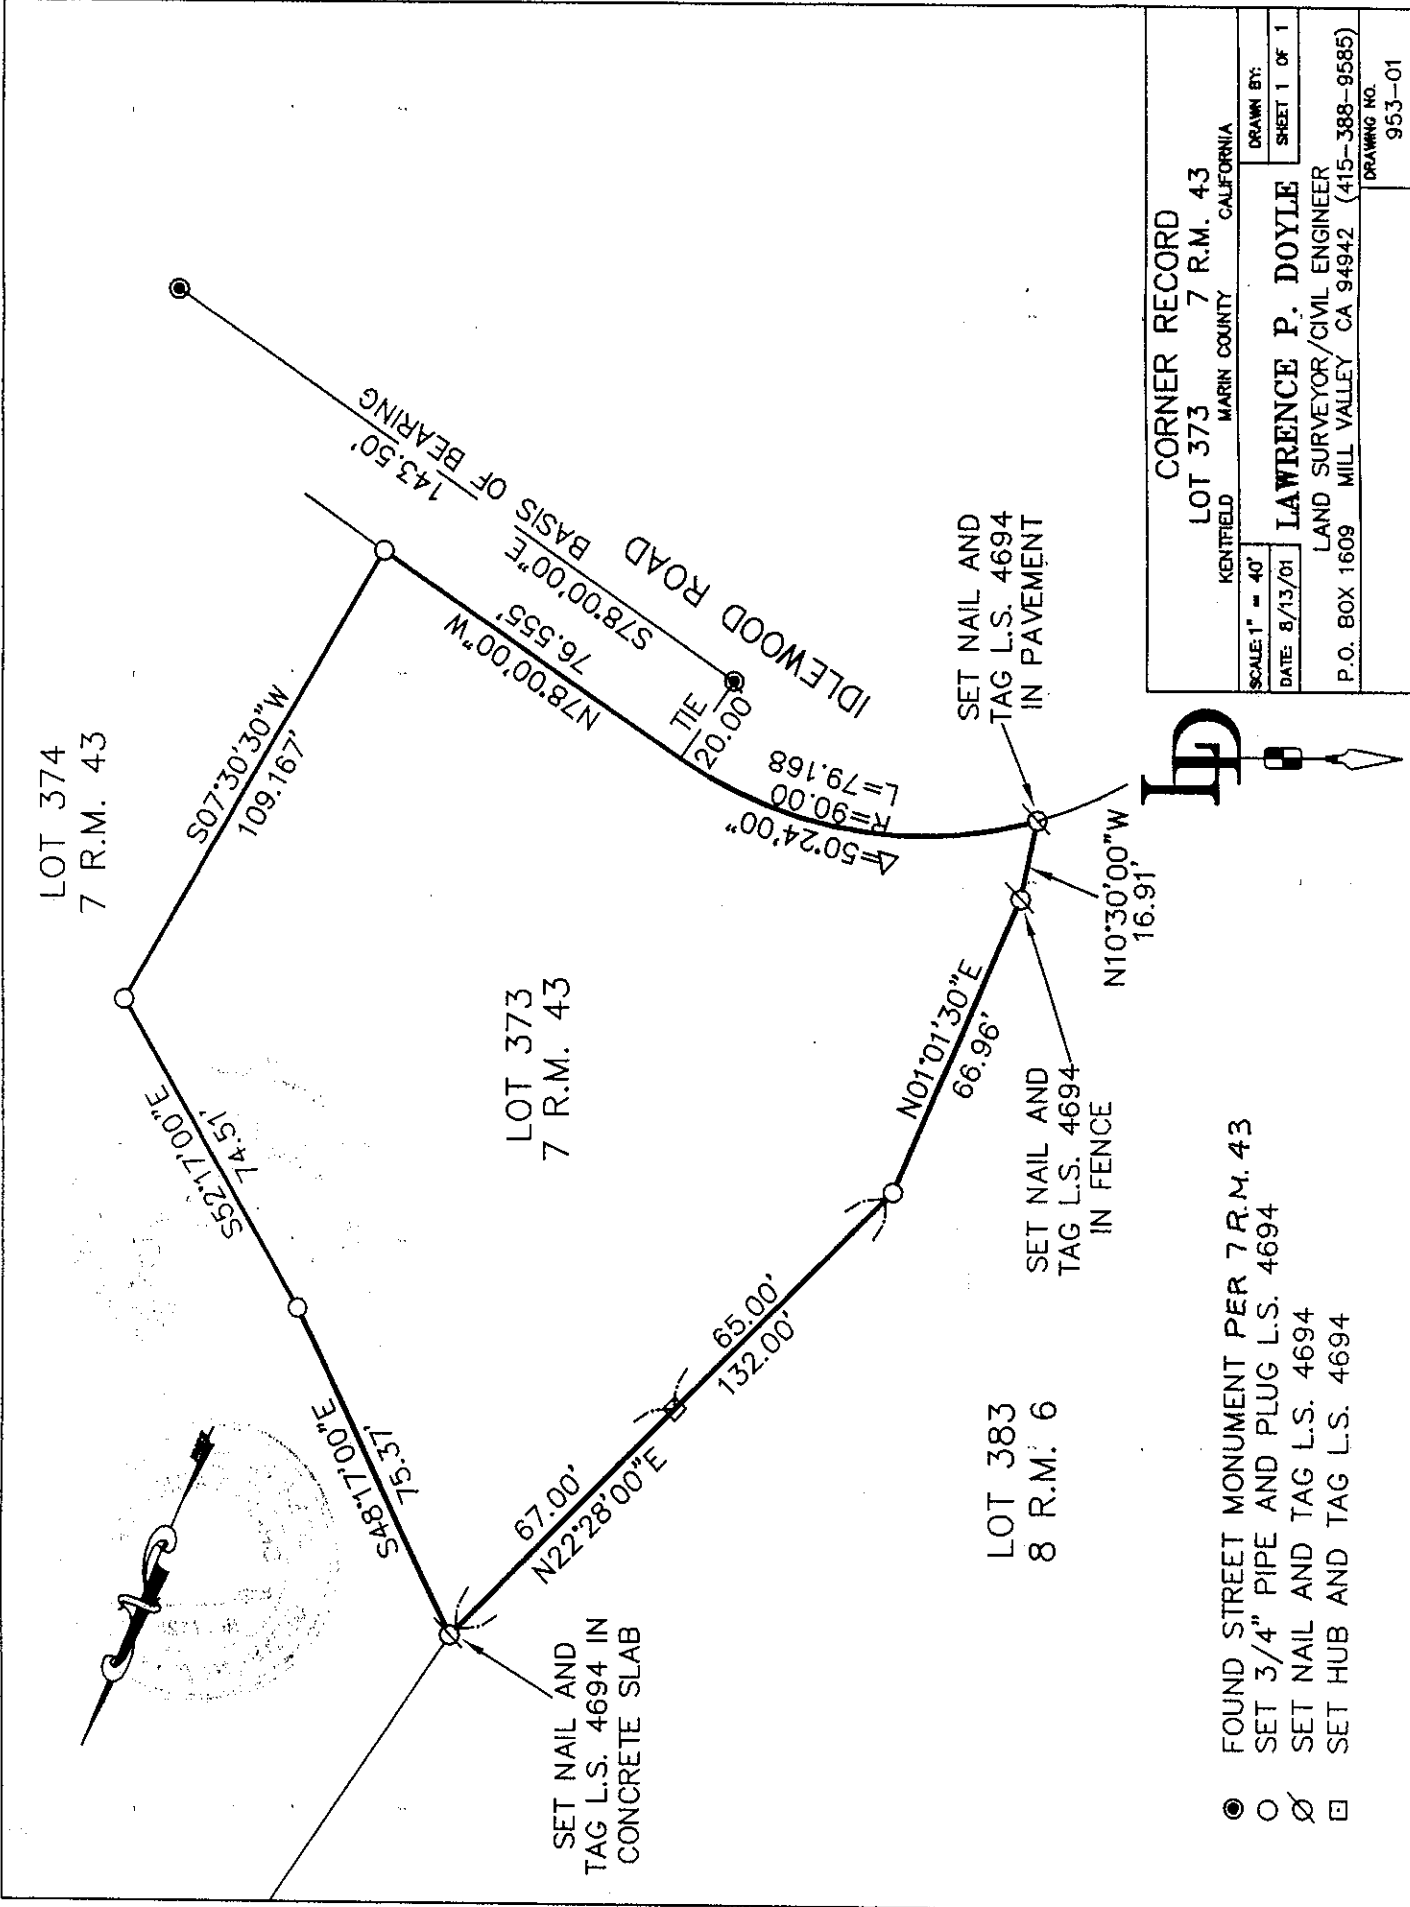 LOT 374
7 R.M. 43
S07°30'30"W
109.167'
S52°17'00"E
74.51'
S48°17'00"E
75.37'
LOT 373
7 R.M. 43
143.50'
S78°00'00"E BASIS OF BEARING
IDLEWOOD ROAD
N78°00'00"W
76.555'
TIE
20.00
Δ=50°24'00"
R=90.00
L=79.168
SET NAIL AND
TAG L.S. 4694
IN PAVEMENT
N10°30'00"W
16.91'
N01°01'30"E
66.96'
SET NAIL AND
TAG L.S. 4694
IN FENCE
65.00'
132.00'
67.00'
N22°28'00"E
SET NAIL AND
TAG L.S. 4694 IN
CONCRETE SLAB
LOT 383
8 R.M. 6
FOUND STREET MONUMENT PER 7 R.M. 43
SET 3/4" PIPE AND PLUG L.S. 4694
SET NAIL AND TAG L.S. 4694
SET HUB AND TAG L.S. 4694
LD
CORNER RECORD
LOT 373 7 R.M. 43
KENTFIELD MARIN COUNTY CALIFORNIA
SCALE: 1" = 40'
DATE: 8/13/01
LAWRENCE P. DOYLE
DRAWN BY:
SHEET 1 OF 1
LAND SURVEYOR/CIVIL ENGINEER
P.O. BOX 1609 MILL VALLEY CA 94942 (415-388-9585)
DRAWING NO.
953-01